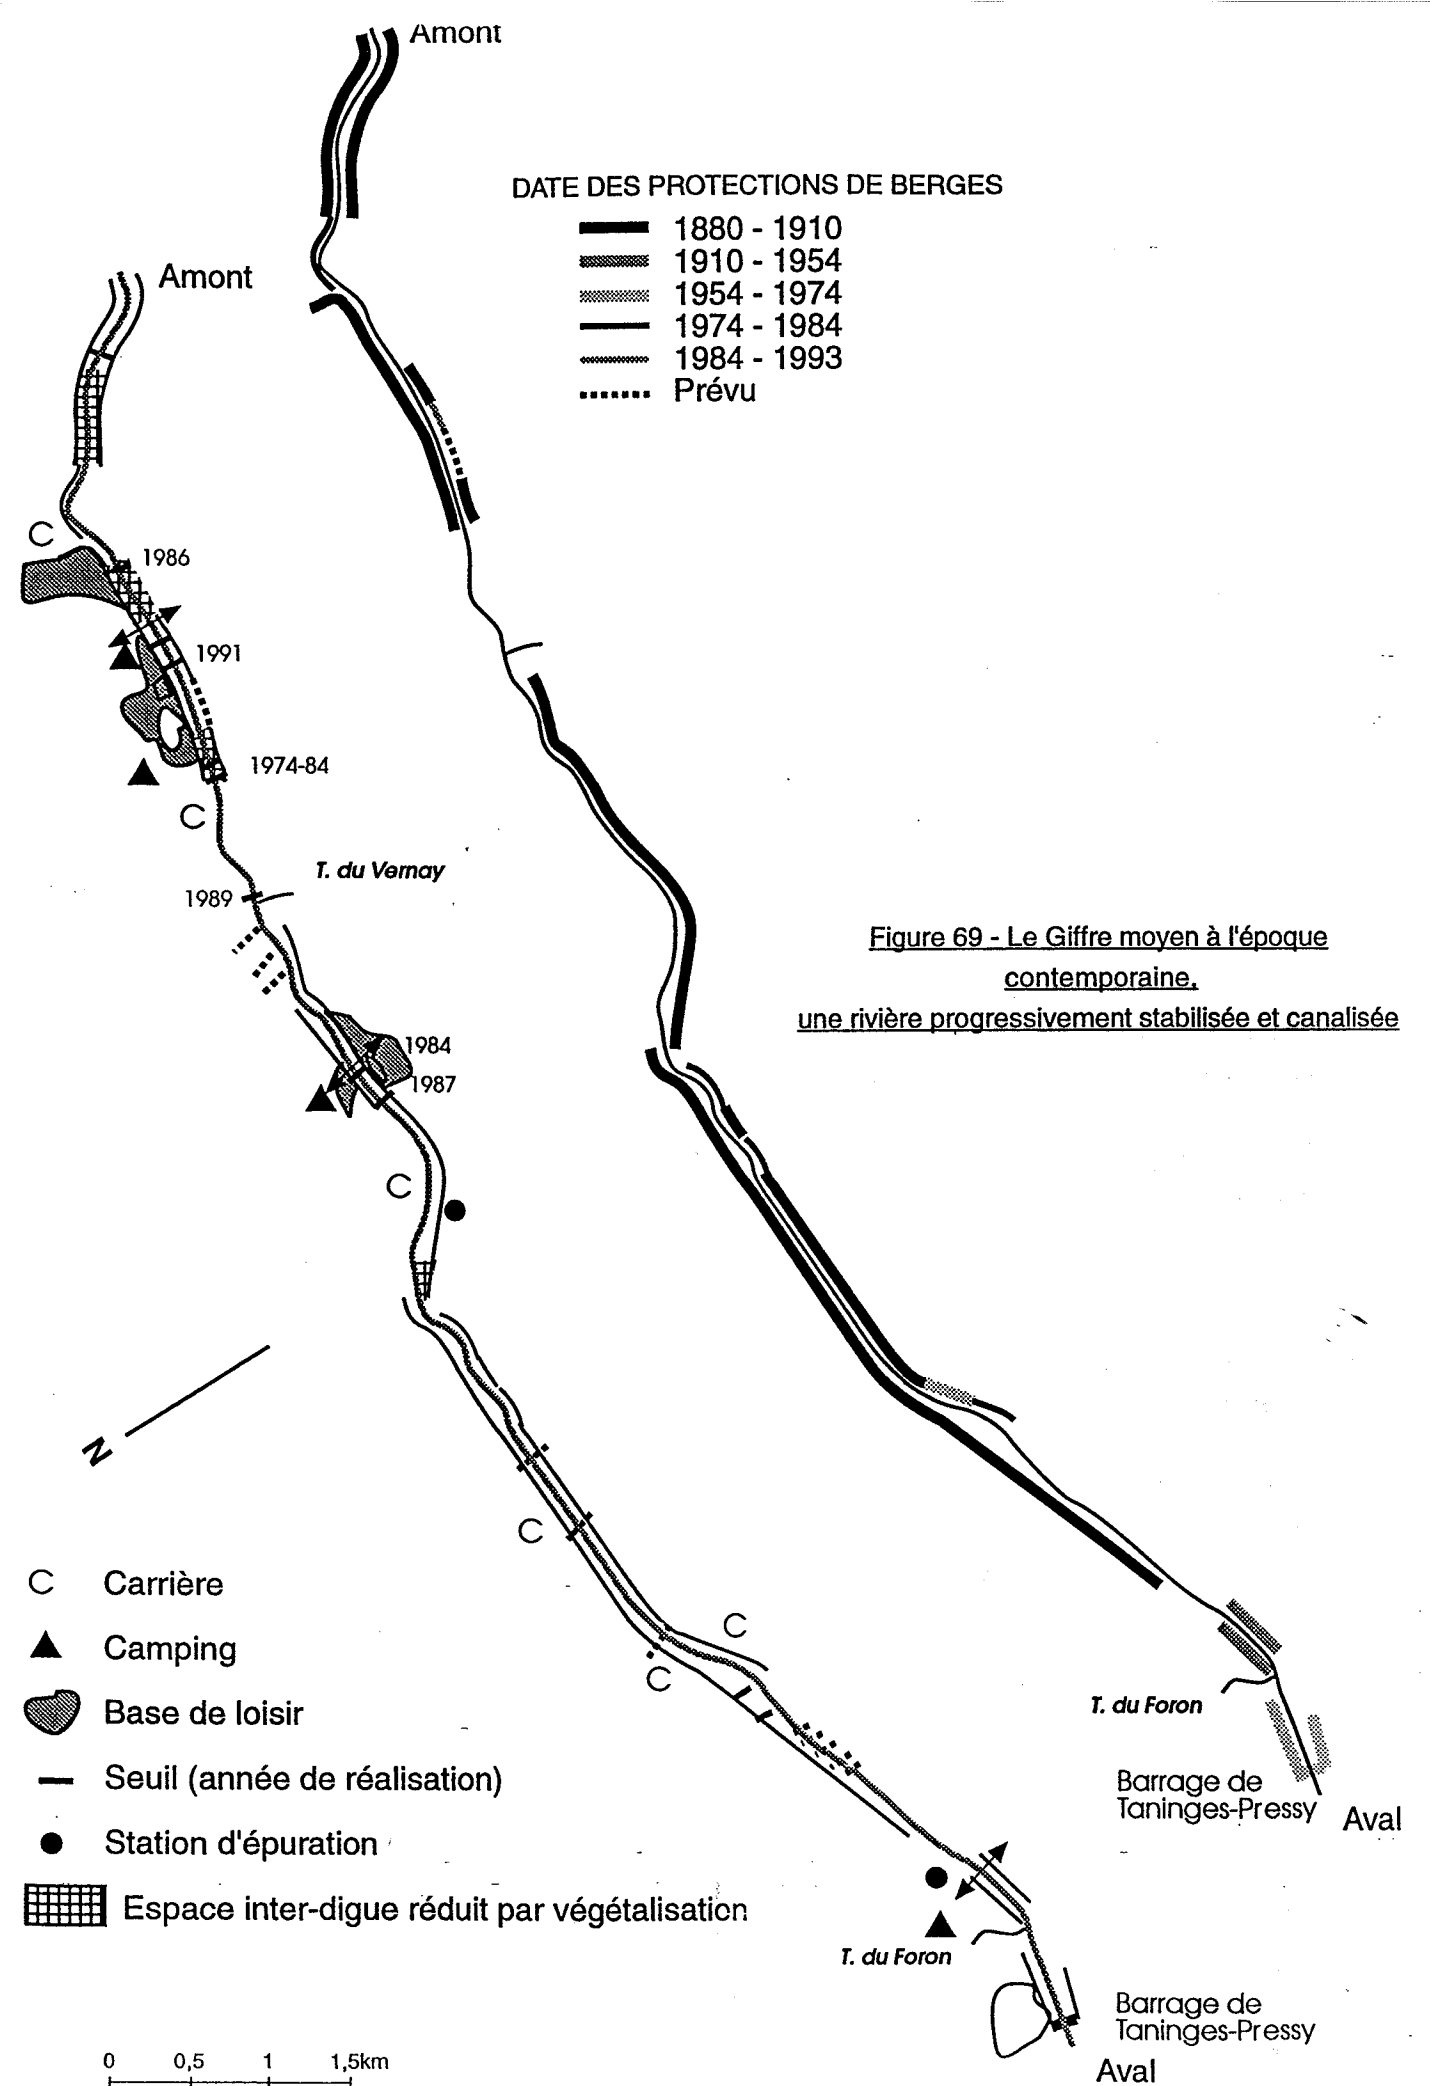 Amont
DATE DES PROTECTIONS DE BERGES
1880 - 1910
1910 - 1954
1954 - 1974
1974 - 1984
1984 - 1993
Prévu
Amont
C
1986
1991
1974-84
C
T. du Vernay
1989
Figure 69 - Le Giffre moyen à l'époque
contemporaine,
une rivière progressivement stabilisée et canalisée
1984
1987
C
N
C
C
C
C Carrière
Camping
Base de loisir
Seuil (année de réalisation)
Station d'épuration
Espace inter-digue réduit par végétalisation
T. du Foron
Barrage de
Taninges-Pressy
Aval
T. du Foron
Barrage de
Taninges-Pressy
Aval
0 0,5 1 1,5km